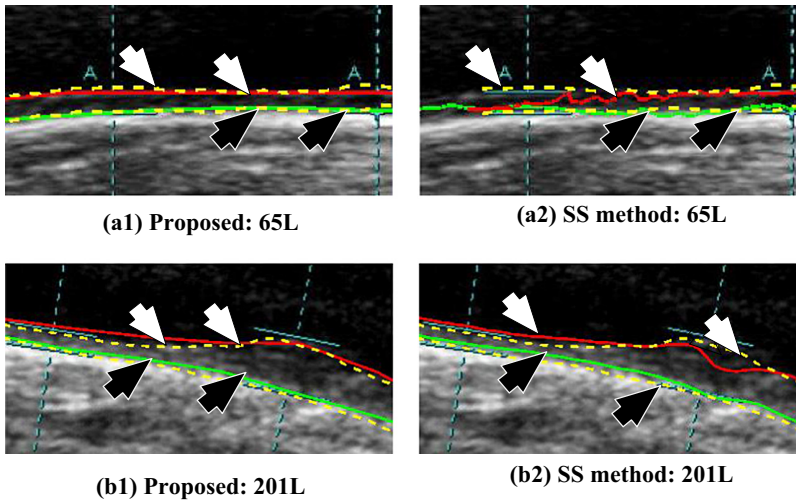 A A
A
(a1) Proposed: 65L
(a2) SS method: 65L
(b1) Proposed: 201L
(b2) SS method: 201L